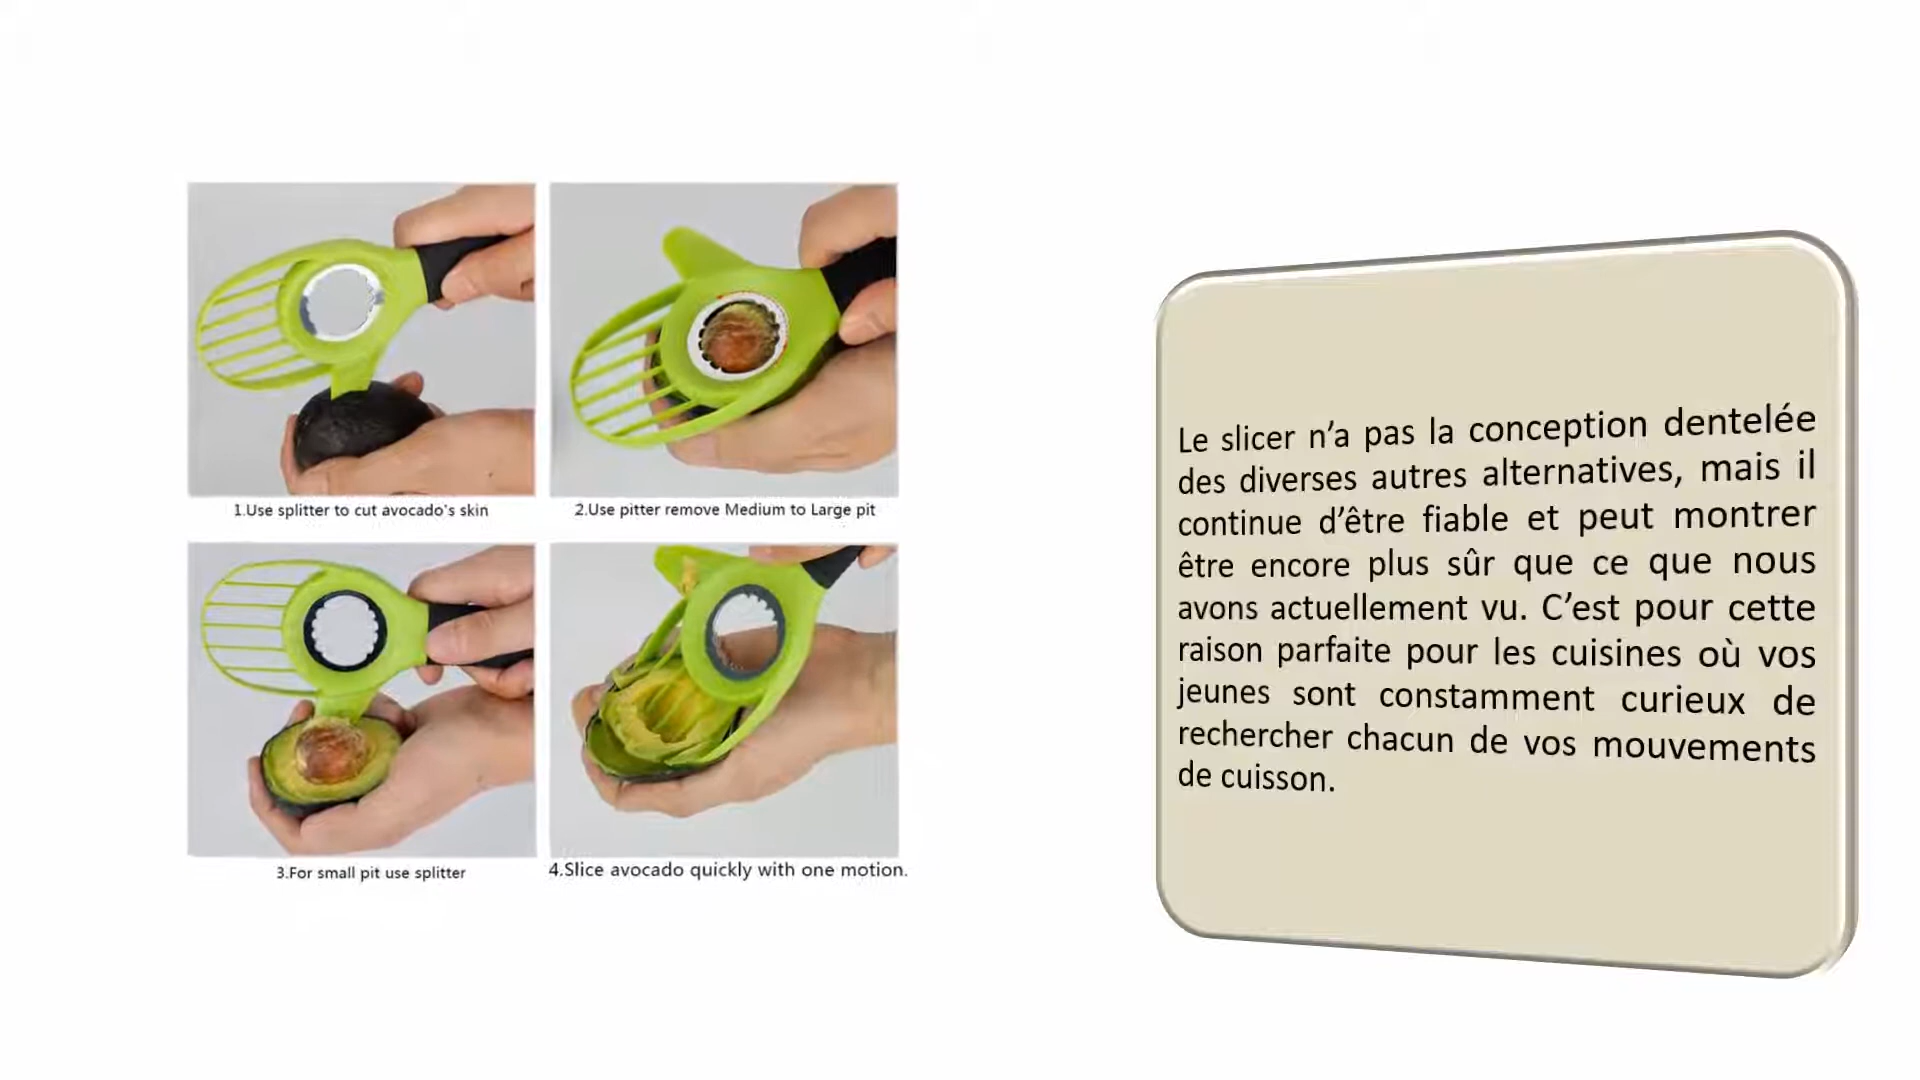 1.Use splitter to cut avocado's skin
2.Use pitter remove Medium to Large pit
3.For small pit use splitter
4.Slice avocado quickly with one motion.
Le slicer n’a pas la conception dentelée
des diverses autres alternatives, mais il
continue d’être fiable et peut montrer
être encore plus sûr que ce que nous
avons actuellement vu. C’est pour cette
raison parfaite pour les cuisines où vos
jeunes sont constamment curieux de
rechercher chacun de vos mouvements
de cuisson.